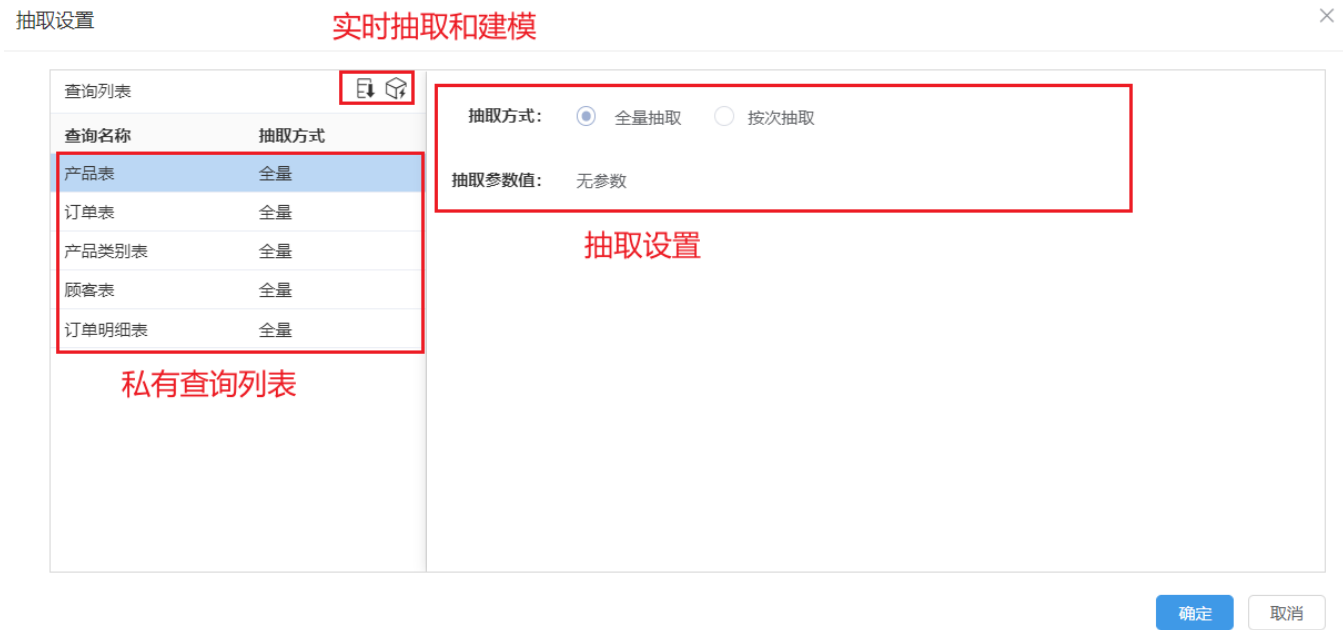 抽取设置
实时抽取和建模
查询列表
查询名称 抽取方式
产品表 全量
订单表 全量
产品类别表 全量
顾客表 全量
订单明细表 全量
私有查询列表
抽取方式： 全量抽取 按次抽取
抽取参数值： 无参数
抽取设置
确定 取消